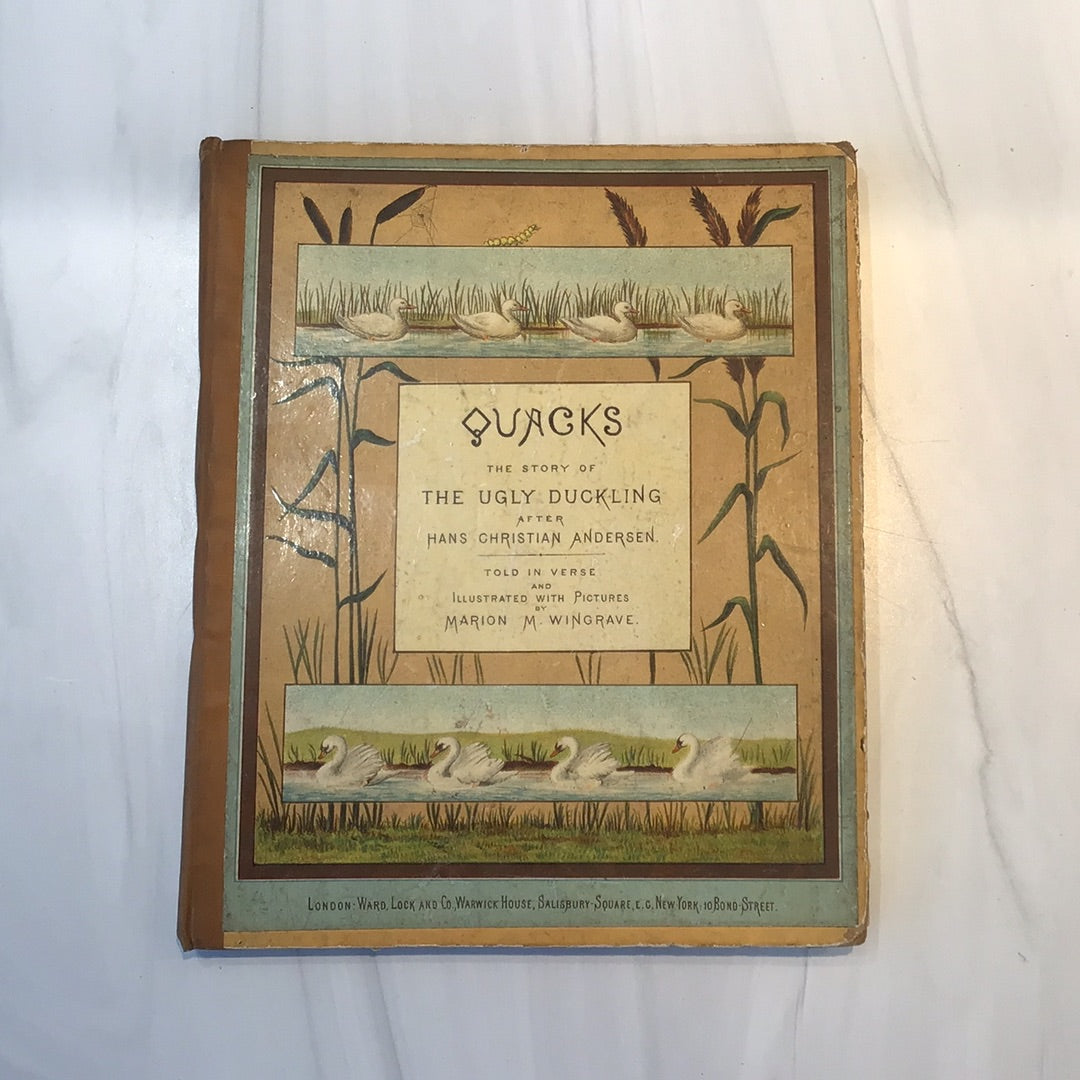 QUACKS
THE STORY OF
THE UGLY DUCKLING
AFTER
HANS CHRISTIAN ANDERSEN.
TOLD IN VERSE
AND
ILLUSTRATED WITH PICTURES
BY
MARION M. WINGRAVE.
LONDON: WARD, LOCK AND CO., WARWICK HOUSE, SALISBURY-SQUARE, E.C, NEW YORK, 10 BOND-STREET.